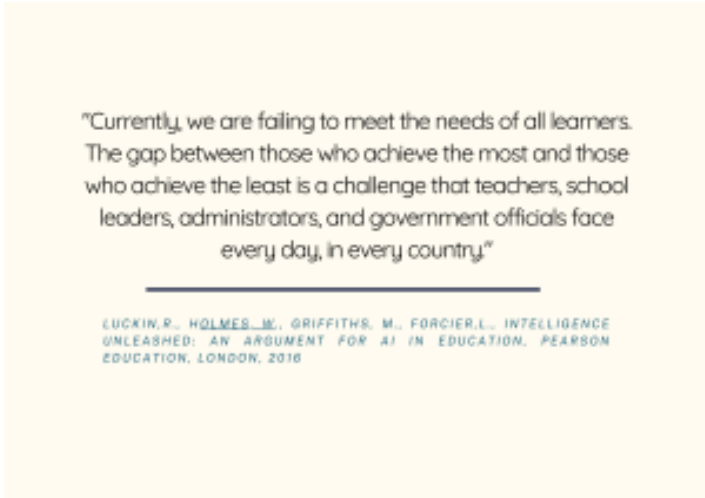 "Currently, we are failing to meet the needs of all learners.
The gap between those who achieve the most and those
who achieve the least is a challenge that teachers, school
leaders, administrators, and government officials face
every day, in every country."
LUCKIN,R., HOLMES, W., GRIFFITHS, M., FORCIER,L., INTELLIGENCE
UNLEASHED: AN ARGUMENT FOR AI IN EDUCATION, PEARSON
EDUCATION, LONDON, 2016